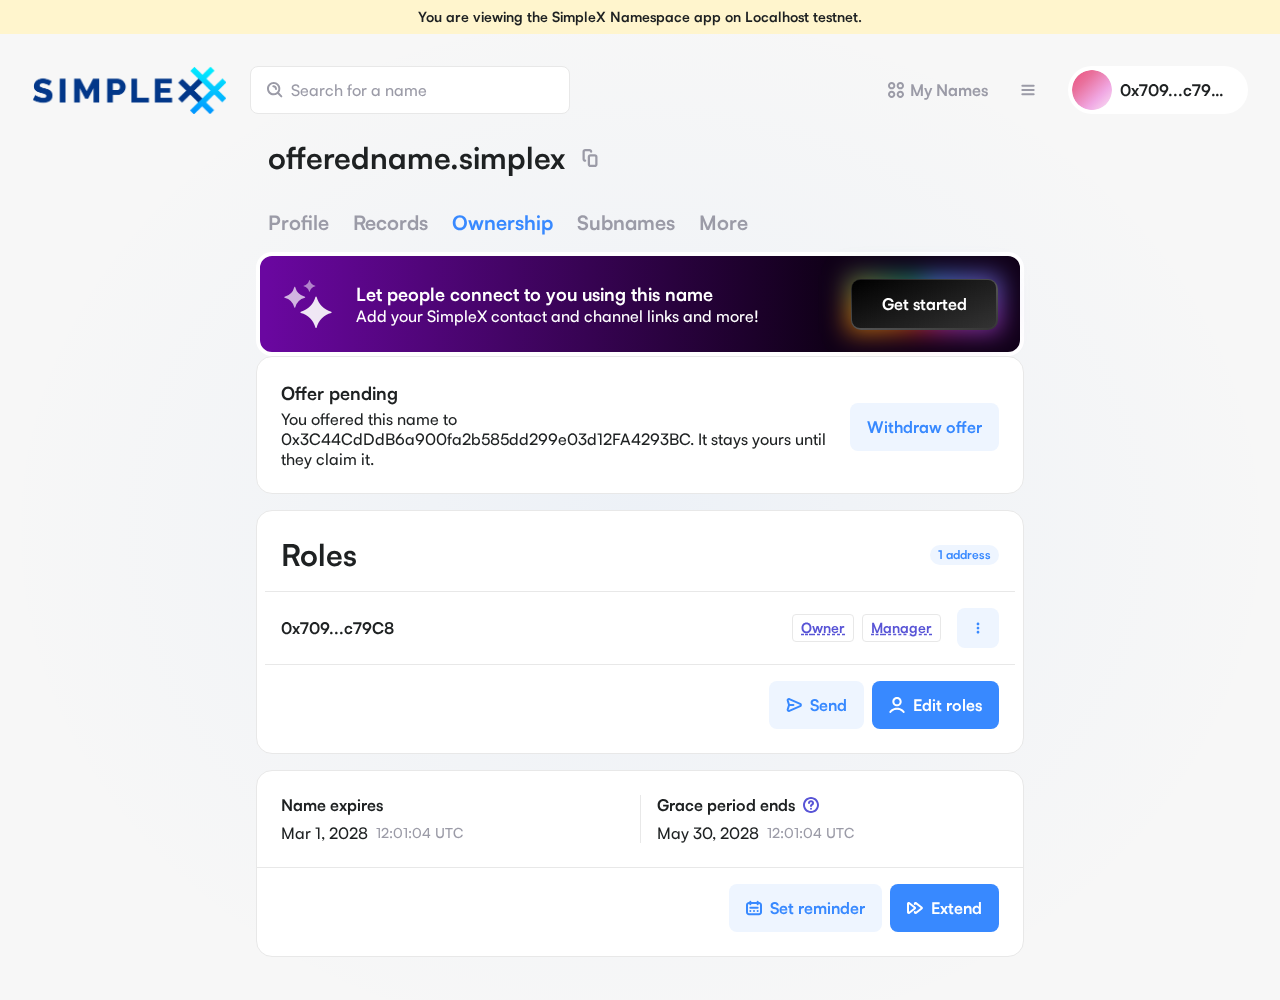 You are viewing the SimpleX Namespace app on Localhost testnet.
SIMPLEX
Search for a name
My Names
0x709...c79...
offeredname.simplex
Profile
Records
Ownership
Subnames
More
Let people connect to you using this name
Add your SimpleX contact and channel links and more!
Get started
Offer pending
You offered this name to
0x3C44CdDdB6a900fa2b585dd299e03d12FA4293BC. It stays yours until
they claim it.
Withdraw offer
Roles
1 address
0x709...c79C8
Owner
Manager
Send
Edit roles
Name expires
Mar 1, 2028 12:01:04 UTC
Grace period ends
May 30, 2028 12:01:04 UTC
Set reminder
Extend